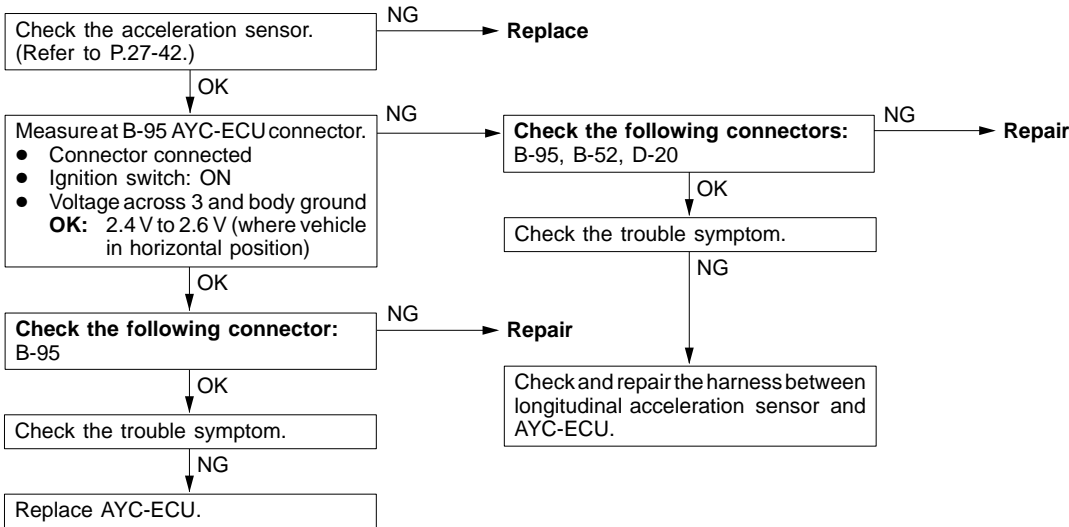 Check the acceleration sensor.
(Refer to P.27-42.)
NG
Replace
OK
Measure at B-95 AYC-ECU connector.
● Connector connected
● Ignition switch: ON
● Voltage across 3 and body ground
OK: 2.4 V to 2.6 V (where vehicle
in horizontal position)
NG
Check the following connectors:
B-95, B-52, D-20
NG
Repair
OK
Check the trouble symptom.
NG
Check and repair the harness between
longitudinal acceleration sensor and
AYC-ECU.
OK
Check the following connector:
B-95
NG
Repair
OK
Check the trouble symptom.
NG
Replace AYC-ECU.